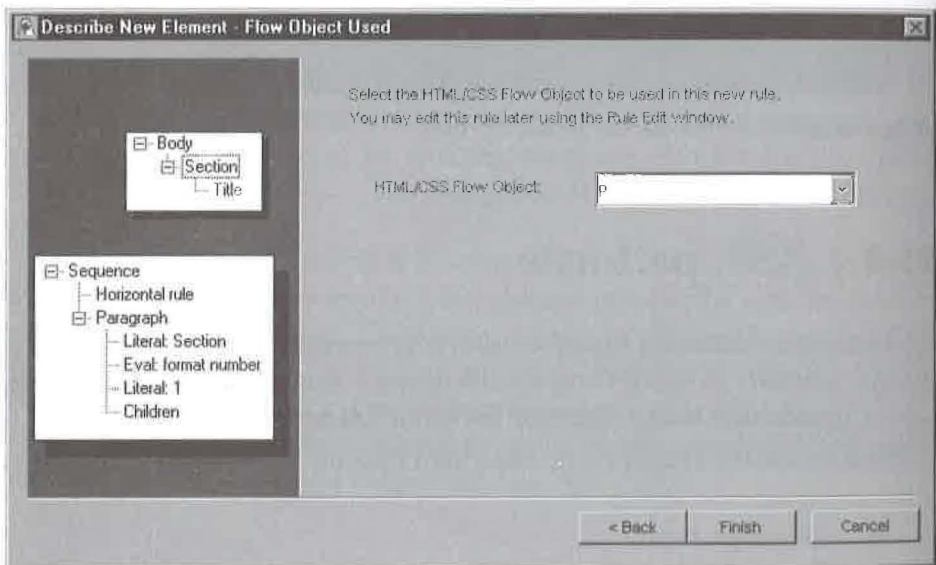 Describe New Element - Flow Object Used
Body
Section
Title
Sequence
Horizontal rule
Paragraph
Literal: Section
Eval: format number
Literal: 1
Children
Select the HTML/CSS Flow Object to be used in this new rule.
You may edit this rule later using the Rule Edit window.
HTML/CSS Flow Object:
p
< Back
Finish
Cancel